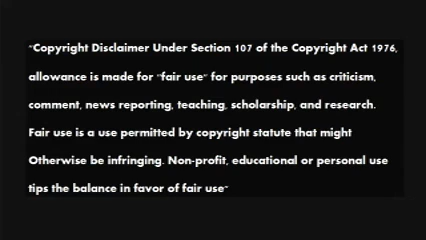 "Copyright Disclaimer Under Section 107 of the Copyright Act 1976,
allowance is made for "fair use" for purposes such as criticism,
comment, news reporting, teaching, scholarship, and research.
Fair use is a use permitted by copyright statute that might
Otherwise be infringing. Non-profit, educational or personal use
tips the balance in favor of fair use"